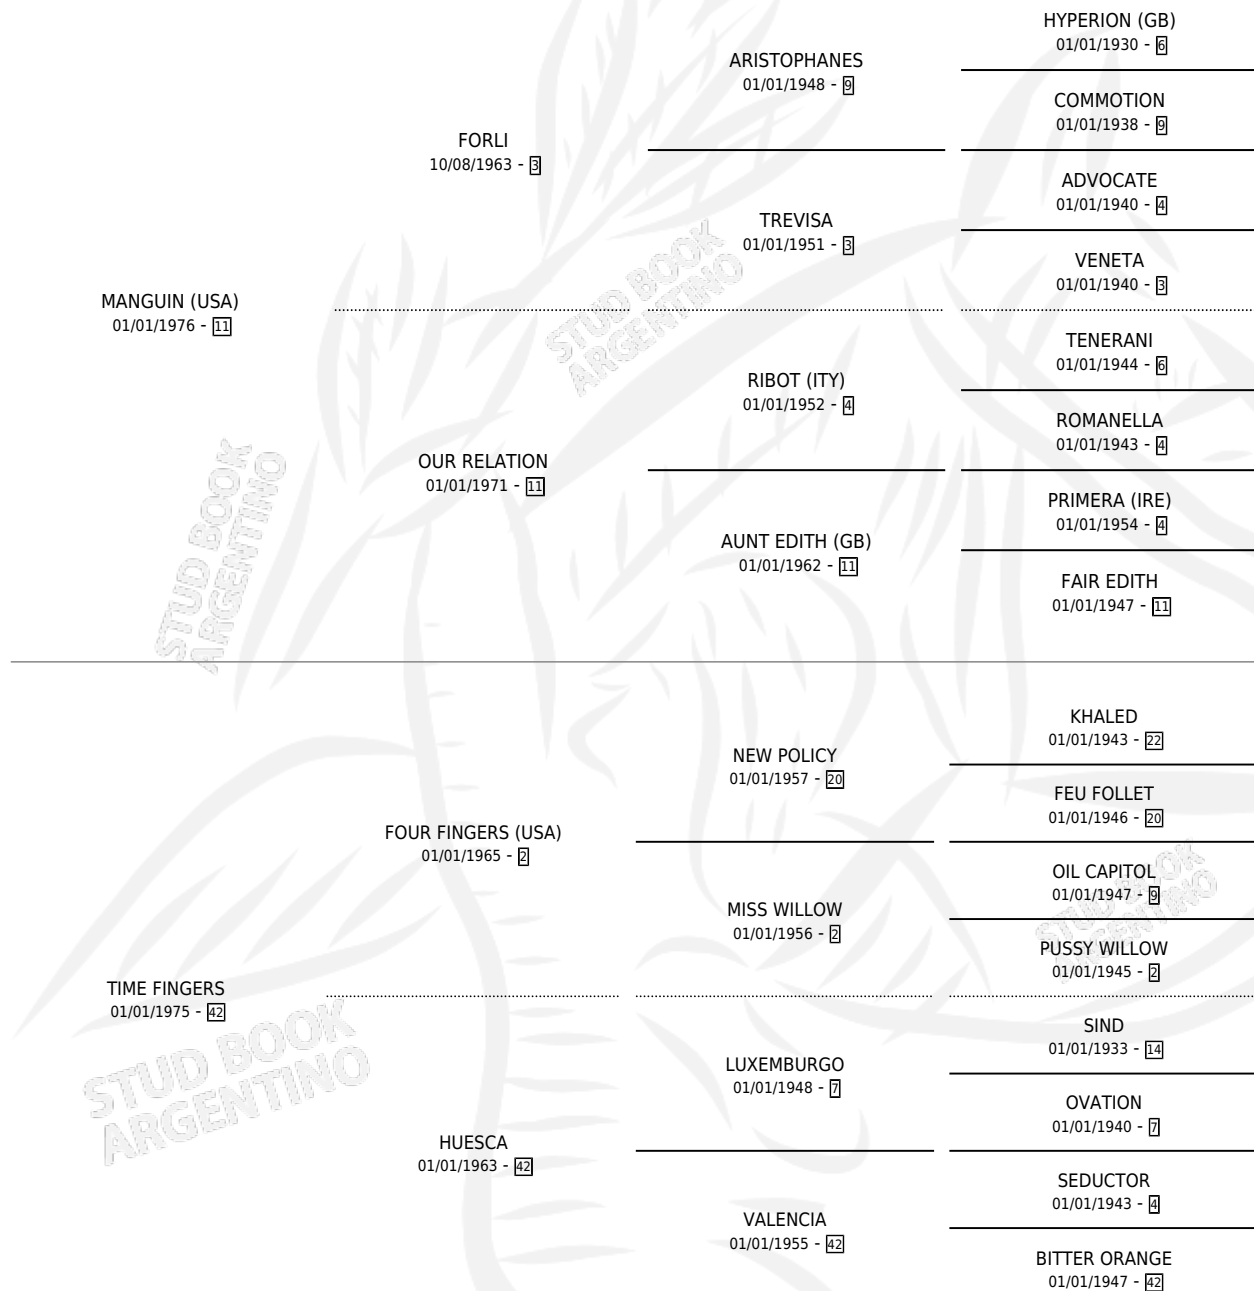 HYPERION (GB)
01/01/1930 - 6
ARISTOPHANES
01/01/1948 - 9
COMMOTION
01/01/1938 - 9
FORLI
10/08/1963 - 3
ADVOCATE
01/01/1940 - 4
TREVISA
01/01/1951 - 3
VENETA
01/01/1940 - 3
MANGUIN (USA)
01/01/1976 - 11
TENERANI
01/01/1944 - 6
RIBOT (ITY)
01/01/1952 - 4
ROMANELLA
01/01/1943 - 4
OUR RELATION
01/01/1971 - 11
PRIMERA (IRE)
01/01/1954 - 4
AUNT EDITH (GB)
01/01/1962 - 11
FAIR EDITH
01/01/1947 - 11
KHALED
01/01/1943 - 22
NEW POLICY
01/01/1957 - 20
FEU FOLLET
01/01/1946 - 20
FOUR FINGERS (USA)
01/01/1965 - 2
OIL CAPITOL
01/01/1947 - 9
MISS WILLOW
01/01/1956 - 2
PUSSY WILLOW
01/01/1945 - 2
TIME FINGERS
01/01/1975 - 42
SIND
01/01/1933 - 14
LUXEMBURGO
01/01/1948 - 7
OVATION
01/01/1940 - 7
HUESCA
01/01/1963 - 42
SEDUCTOR
01/01/1943 - 4
VALENCIA
01/01/1955 - 42
BITTER ORANGE
01/01/1947 - 42
STUD BOOK
ARGENTINO
STUD BOOK
ARGENTINO
STUD BOOK
ARGENTINO
STUD BOOK
ARGENTINO